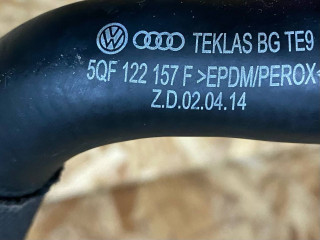 TEKLAS BG TE9
5QF 122 157 F >EPDM/PEROX<
Z.D.02.04.14